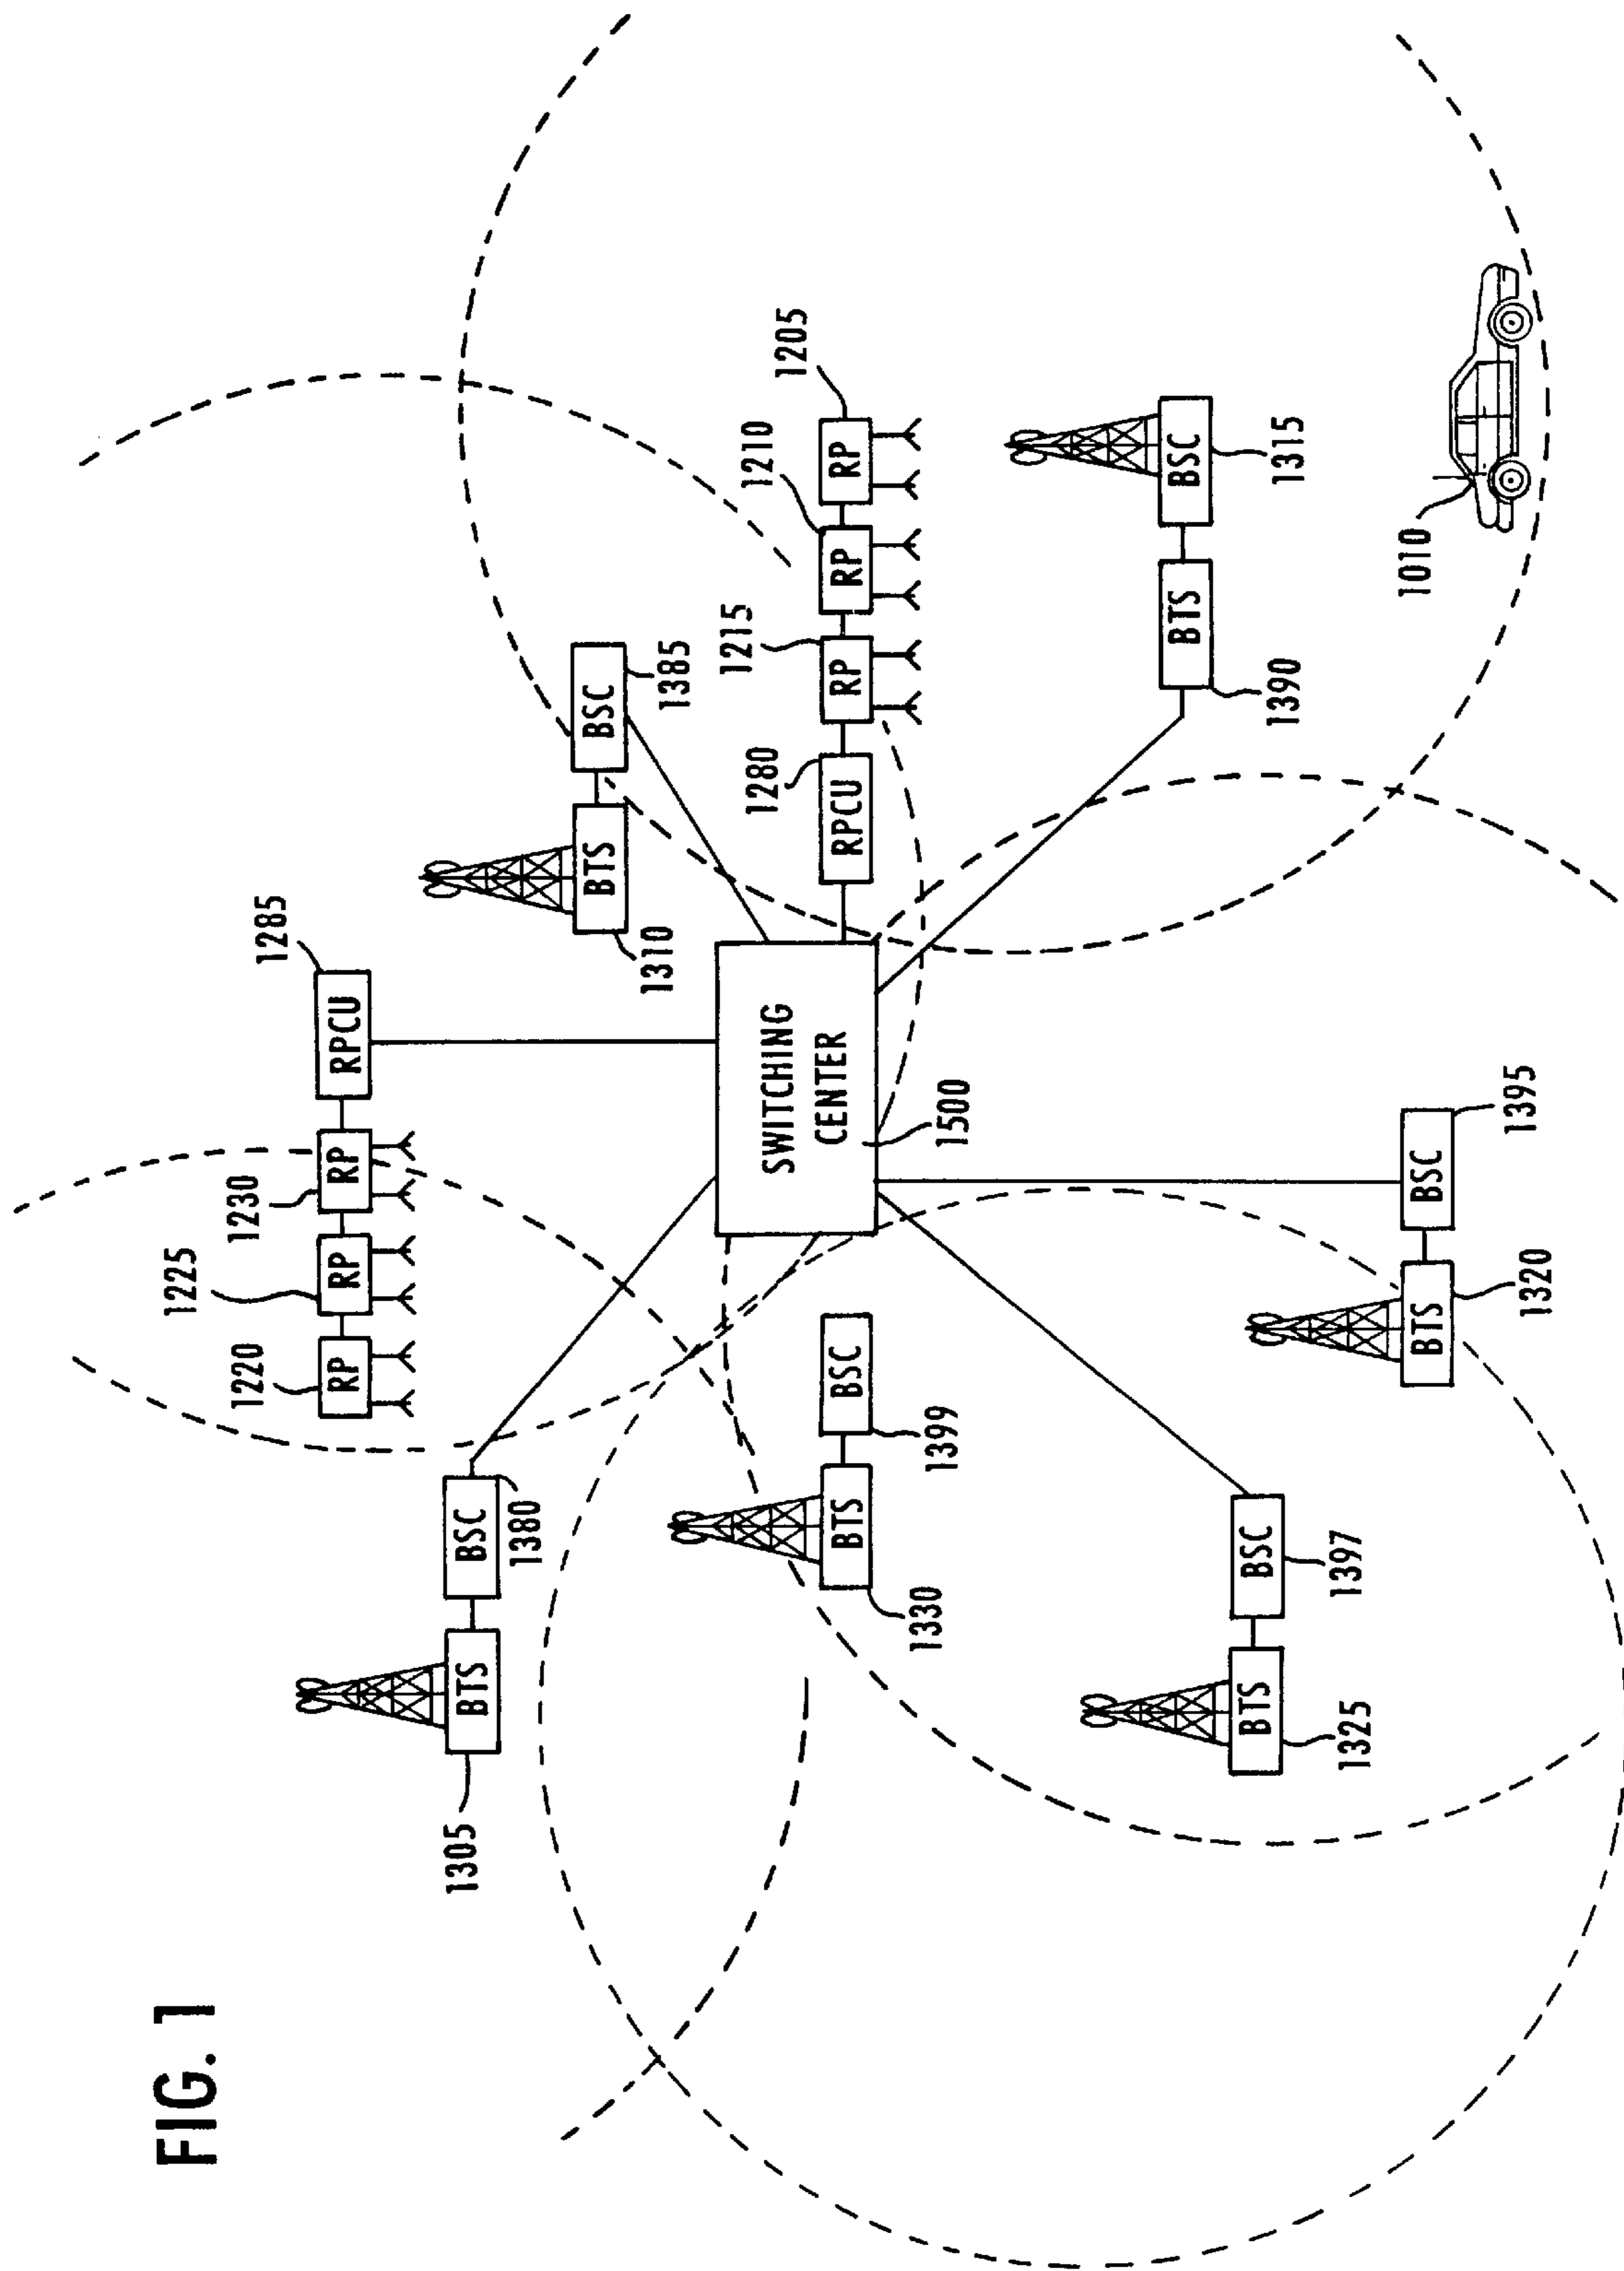 FIG. 1
1305
BTS
BSC
1380
1220
RP
1225
RP
1230
RP
1285
RPCU
1310
BTS
BSC
1385
1330
BTS
BSC
1399
SWITCHING
CENTER
1500
1280
RPCU
1215
RP
1210
RP
1205
RP
1325
BTS
BSC
1397
1320
BTS
BSC
1395
1390
BTS
BSC
1315
1010